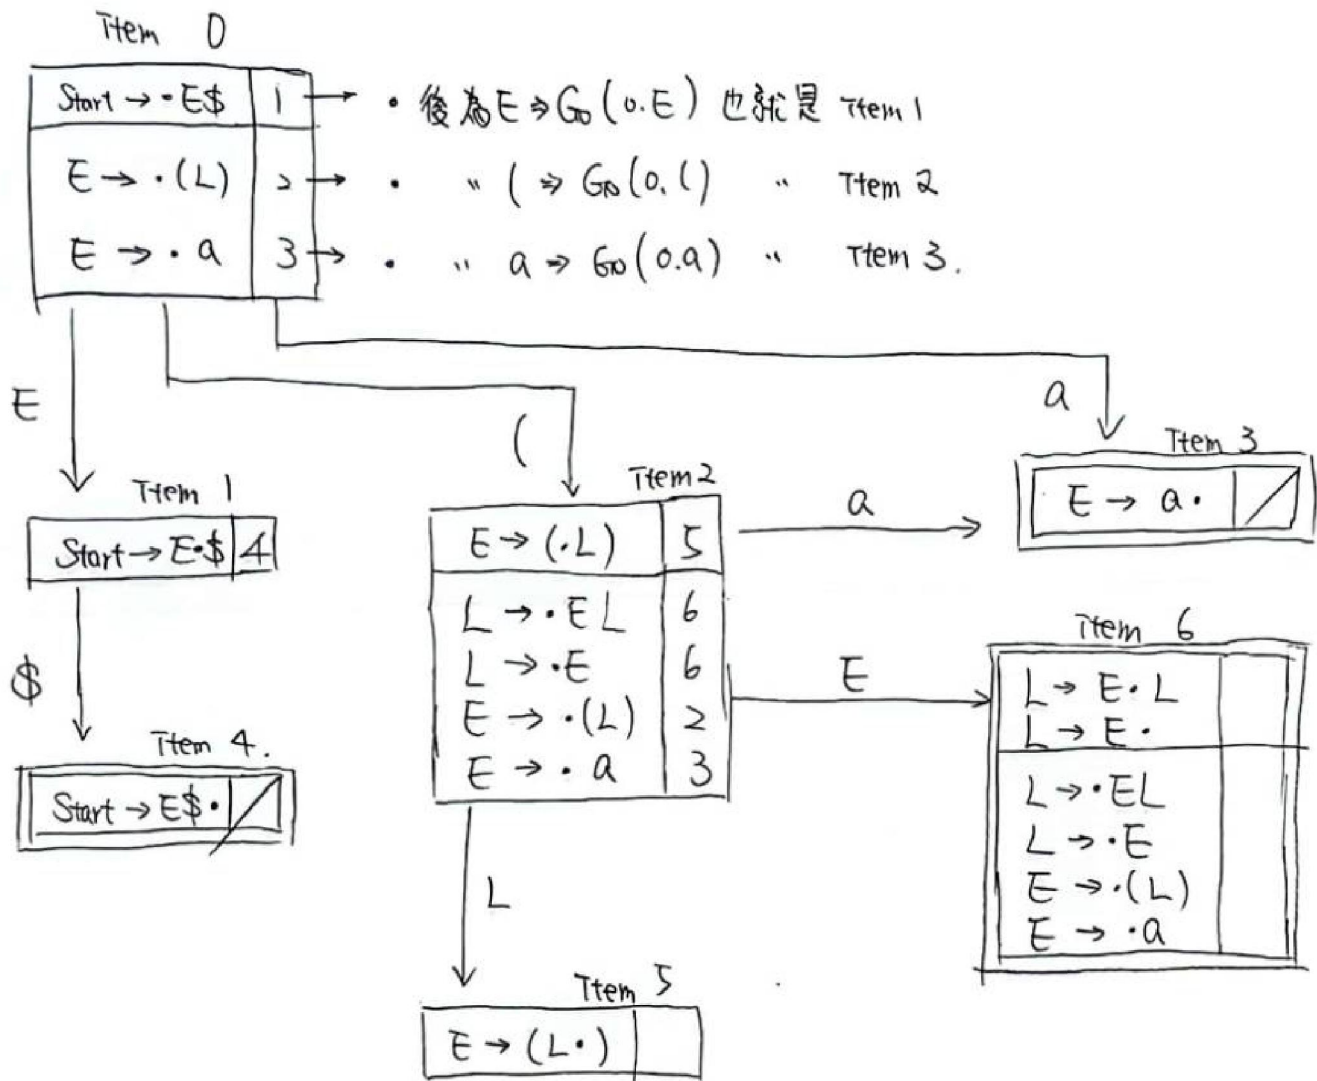 Item 0
Start → ·E$ 1 → · 後為E ⇒ Go(0.E) 也就是 Item 1
E → ·(L) 2 → · " ( ⇒ Go(0.() " Item 2
E → ·a 3 → · " a ⇒ Go(0.a) " Item 3.
E
(
a
Item 1
Start → E·$ 4
Item 2
E → (·L) 5
L → ·EL 6
L → ·E 6
E → ·(L) 2
E → ·a 3
a
Item 3
E → a·
$
Item 4.
Start → E$·
E
Item 6
L → E·L
L → E·
L → ·EL
L → ·E
E → ·(L)
E → ·a
L
Item 5
E → (L·)